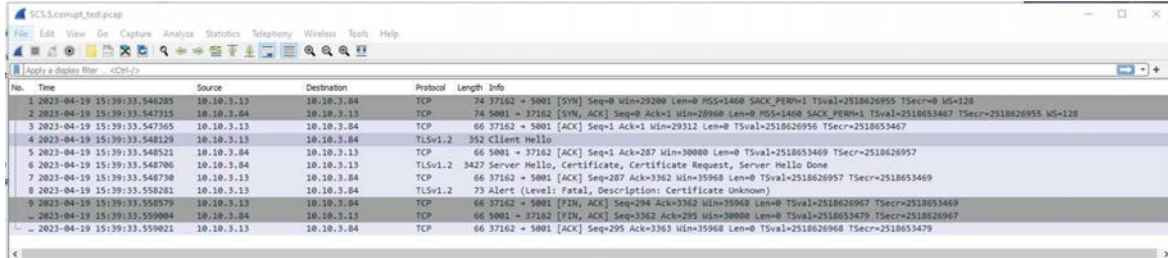 SC5.5.corrupt_test.pcap
File Edit View Go Capture Analyze Statistics Telephony Wireless Tools Help
Apply a display filter ... <Ctrl-/>
No. Time Source Destination Protocol Length Info
1 2023-04-19 15:39:33.546285 10.10.3.13 10.10.3.84 TCP 74 37162 → 5001 [SYN] Seq=0 Win=29200 Len=0 MSS=1460 SACK_PERM=1 TSval=2518626955 TSecr=0 WS=128
2 2023-04-19 15:39:33.547315 10.10.3.84 10.10.3.13 TCP 74 5001 → 37162 [SYN, ACK] Seq=0 Ack=1 Win=28960 Len=0 MSS=1460 SACK_PERM=1 TSval=2518653467 TSecr=2518626955 WS=128
3 2023-04-19 15:39:33.547365 10.10.3.13 10.10.3.84 TCP 66 37162 → 5001 [ACK] Seq=1 Ack=1 Win=29312 Len=0 TSval=2518626956 TSecr=2518653467
4 2023-04-19 15:39:33.548129 10.10.3.13 10.10.3.84 TLSv1.2 352 Client Hello
5 2023-04-19 15:39:33.548521 10.10.3.84 10.10.3.13 TCP 66 5001 → 37162 [ACK] Seq=1 Ack=287 Win=30080 Len=0 TSval=2518653469 TSecr=2518626957
6 2023-04-19 15:39:33.548706 10.10.3.84 10.10.3.13 TLSv1.2 3427 Server Hello, Certificate, Certificate Request, Server Hello Done
7 2023-04-19 15:39:33.548730 10.10.3.13 10.10.3.84 TCP 66 37162 → 5001 [ACK] Seq=287 Ack=3362 Win=35968 Len=0 TSval=2518626957 TSecr=2518653469
8 2023-04-19 15:39:33.558281 10.10.3.13 10.10.3.84 TLSv1.2 73 Alert (Level: Fatal, Description: Certificate Unknown)
9 2023-04-19 15:39:33.558579 10.10.3.13 10.10.3.84 TCP 66 37162 → 5001 [FIN, ACK] Seq=294 Ack=3362 Win=35968 Len=0 TSval=2518626967 TSecr=2518653469
… 2023-04-19 15:39:33.559004 10.10.3.84 10.10.3.13 TCP 66 5001 → 37162 [FIN, ACK] Seq=3362 Ack=295 Win=30080 Len=0 TSval=2518653479 TSecr=2518626967
… 2023-04-19 15:39:33.559021 10.10.3.13 10.10.3.84 TCP 66 37162 → 5001 [ACK] Seq=295 Ack=3363 Win=35968 Len=0 TSval=2518626968 TSecr=2518653479